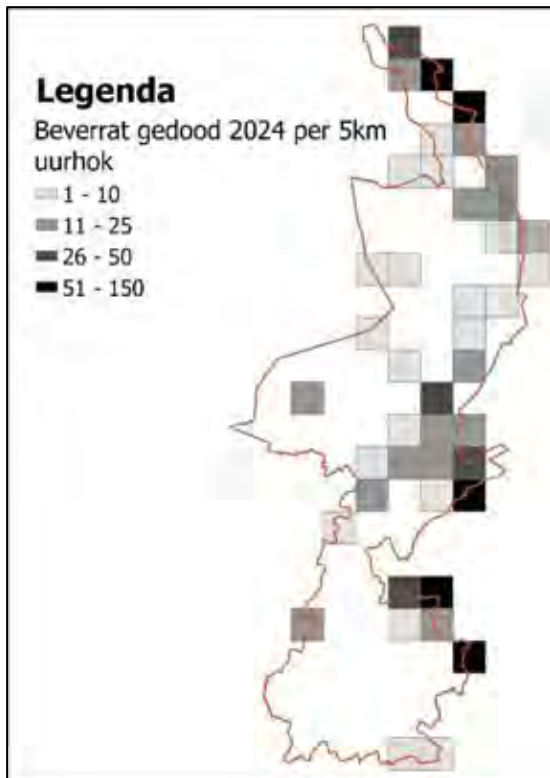 Legenda
Beverrat gedood 2024 per 5km
uurhok
1 - 10
11 - 25
26 - 50
51 - 150